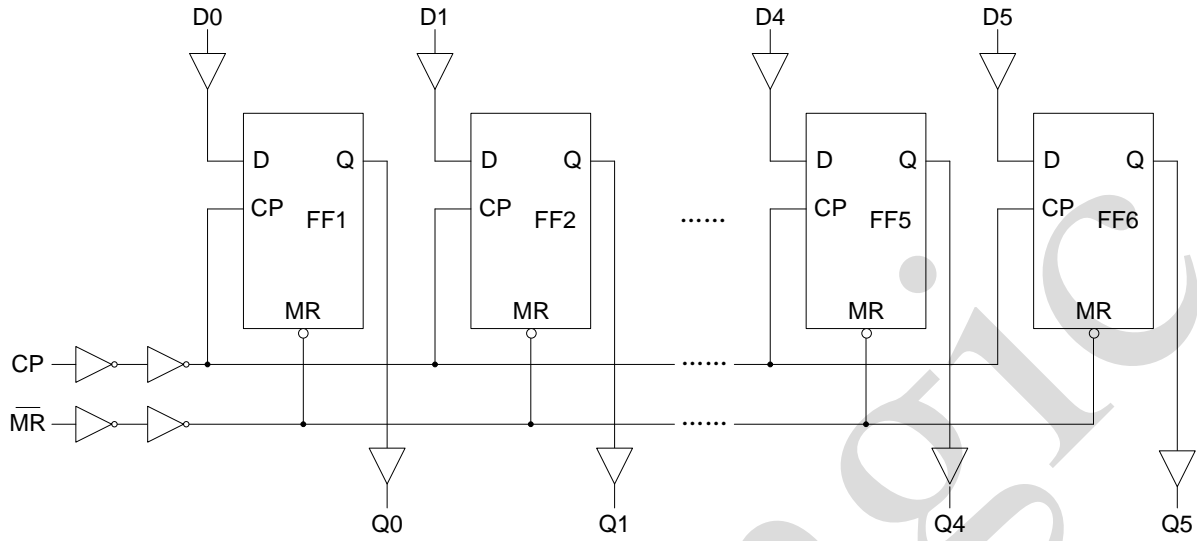 D0 D1 D4 D5
D Q D Q D Q D Q
CP FF1 CP FF2 ...... CP FF5 CP FF6
MR MR MR MR
CP ......
M̅R̅ ......
Q0 Q1 Q4 Q5